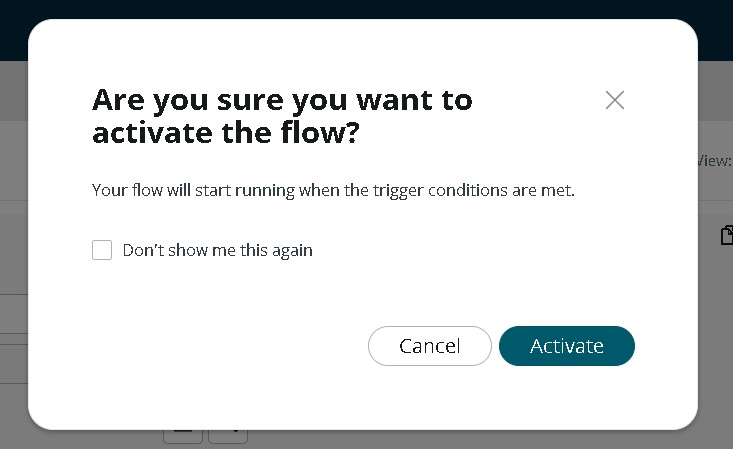 Are you sure you want to
activate the flow?
View:
Your flow will start running when the trigger conditions are met.
Don’t show me this again
Cancel
Activate